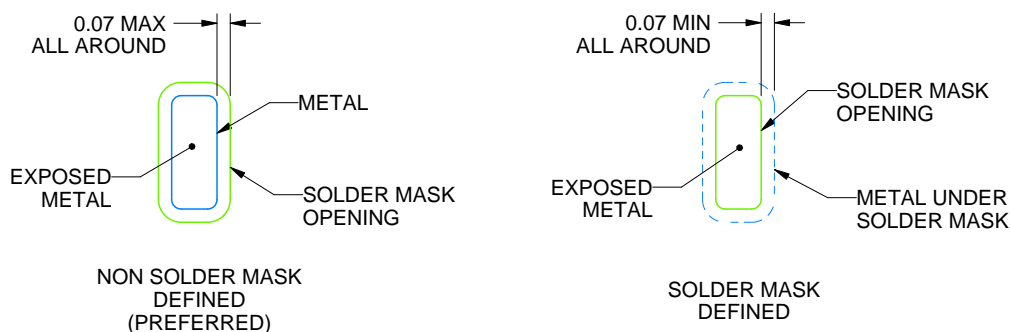 0.07 MAX
ALL AROUND
METAL
EXPOSED
METAL
SOLDER MASK
OPENING
NON SOLDER MASK
DEFINED
(PREFERRED)
0.07 MIN
ALL AROUND
SOLDER MASK
OPENING
EXPOSED
METAL
METAL UNDER
SOLDER MASK
SOLDER MASK
DEFINED